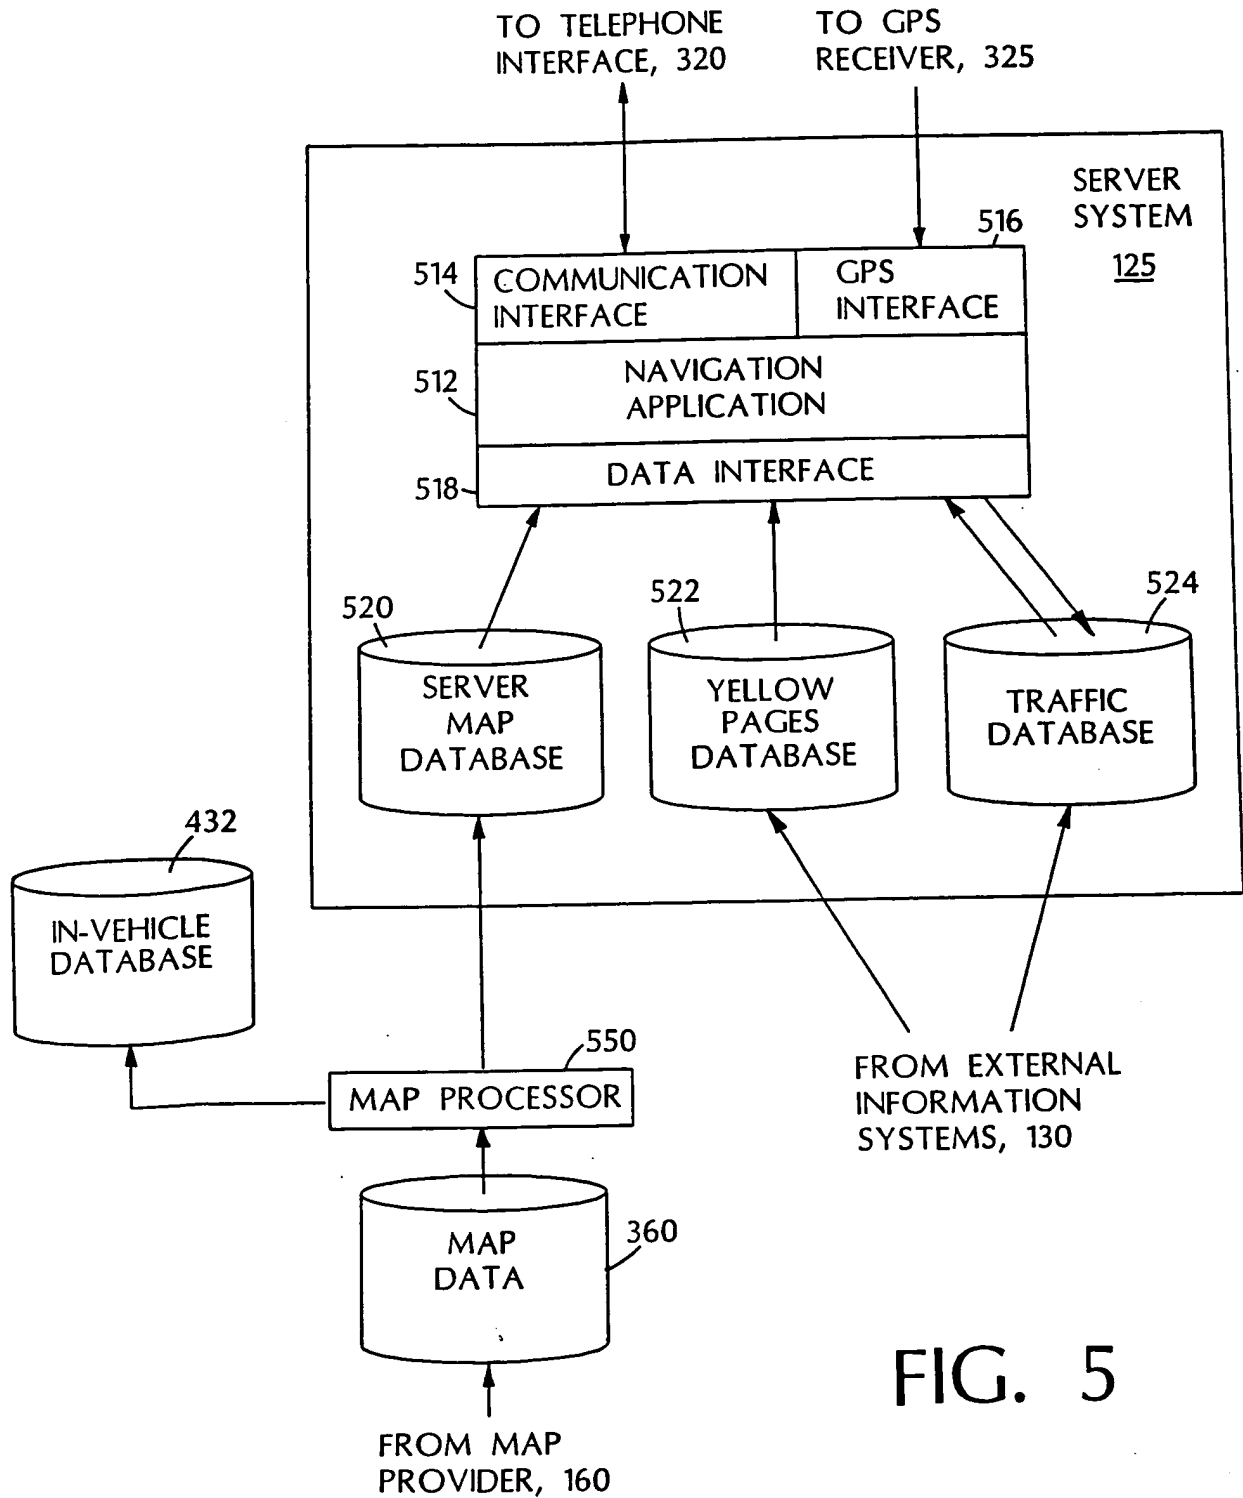 TO TELEPHONE
INTERFACE, 320
TO GPS
RECEIVER, 325
SERVER
SYSTEM
125
516
514
COMMUNICATION
INTERFACE
GPS
INTERFACE
512
NAVIGATION
APPLICATION
518
DATA INTERFACE
520
522
524
SERVER
MAP
DATABASE
YELLOW
PAGES
DATABASE
TRAFFIC
DATABASE
432
IN-VEHICLE
DATABASE
550
MAP PROCESSOR
FROM EXTERNAL
INFORMATION
SYSTEMS, 130
360
MAP
DATA
FIG. 5
FROM MAP
PROVIDER, 160